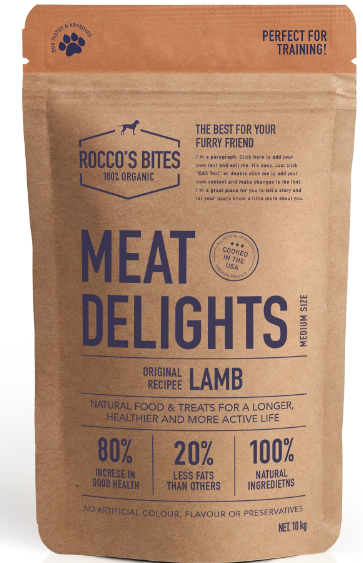 DOG TESTED & APPROVED
PERFECT FOR
TRAINING!
ROCCO'S BITES
100% ORGANIC
THE BEST FOR YOUR
FURRY FRIEND
I'm a paragraph. Click here to add your
own text and edit me. It's easy. Just click
"Edit Text" or double click me to add your
own content and make changes to the font.
I'm a great place for you to tell a story and
let your users know a little more about you.
MEAT
COOKED
IN THE
USA
DELIGHTS
MEDIUM SIZE
ORIGINAL
RECIPEE LAMB
NATURAL FOOD & TREATS FOR A LONGER,
HEALTHIER AND MORE ACTIVE LIFE
80% 20% 100%
INCRESE IN LESS FATS NATURAL
GOOD HEALTH THAN OTHERS INGREDIETNS
NO ARTIFICIAL COLOUR, FLAVOUR OR PRESERVATIVES
NET. 10 kg